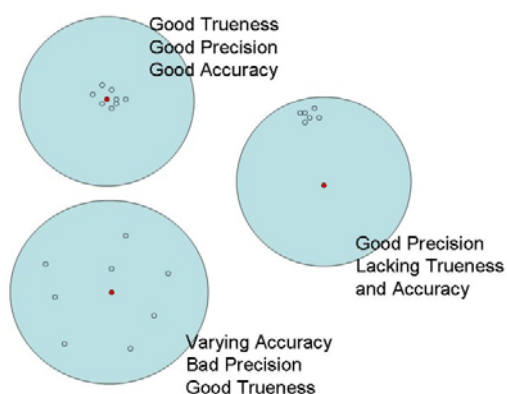 Good Trueness
Good Precision
Good Accuracy
Good Precision
Lacking Trueness
and Accuracy
Varying Accuracy
Bad Precision
Good Trueness